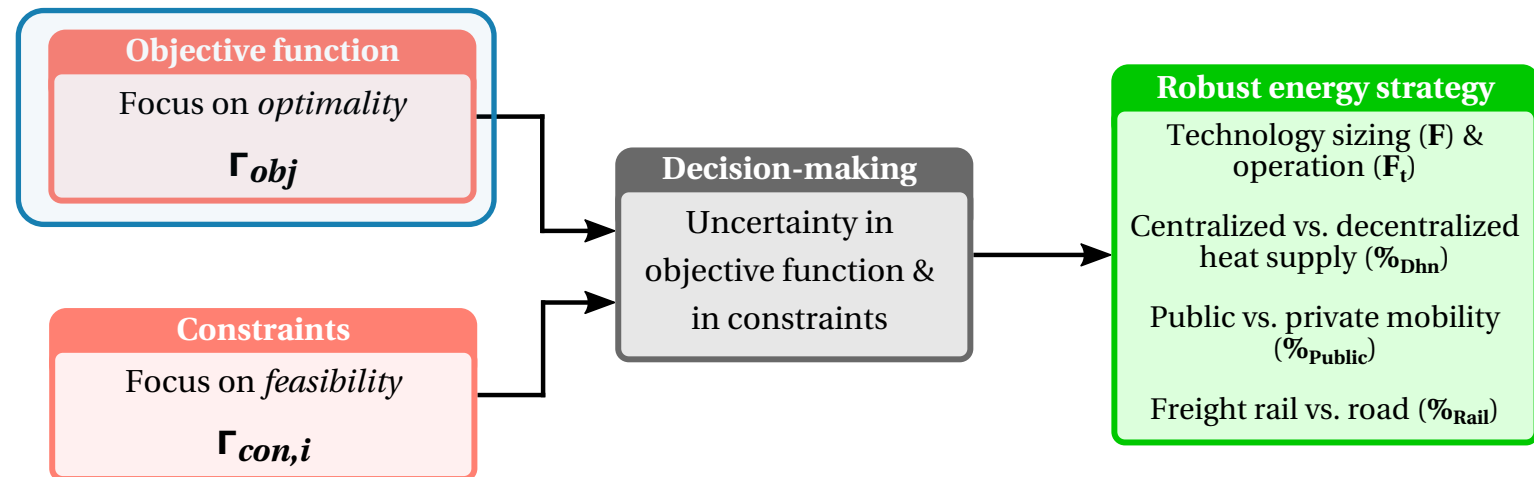 Objective function
Focus on optimality
Γobj
Constraints
Focus on feasibility
Γcon,i
Decision-making
Uncertainty in
objective function &
in constraints
Robust energy strategy
Technology sizing (F) &
operation (Ft)
Centralized vs. decentralized
heat supply (%Dhn)
Public vs. private mobility
(%Public)
Freight rail vs. road (%Rail)